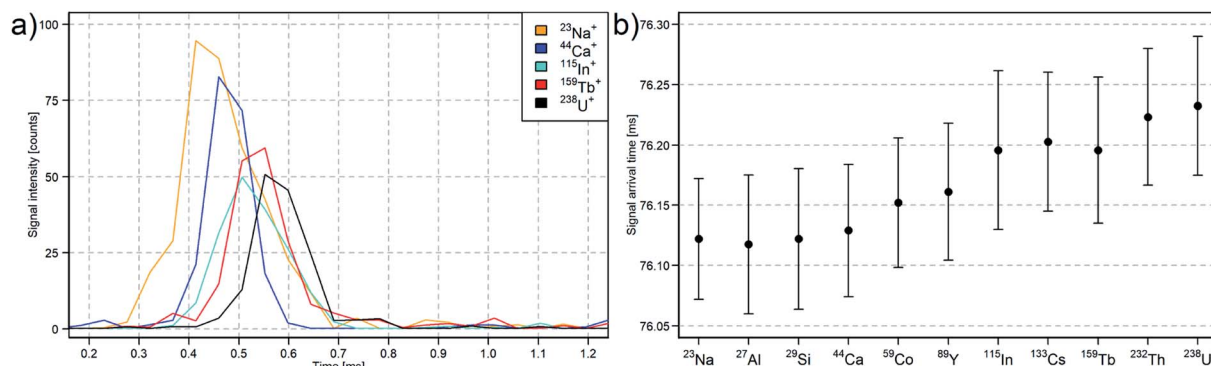 a)
Signal intensity [counts]
100
75
50
25
0
²³Na⁺
⁴⁴Ca⁺
¹¹⁵In⁺
¹⁵⁹Tb⁺
²³⁸U⁺
0.2 0.3 0.4 0.5 0.6 0.7 0.8 0.9 1.0 1.1 1.2
Time [ms]
b)
Signal arrival time [ms]
76.30
76.25
76.20
76.15
76.10
76.05
²³Na ²⁷Al ²⁹Si ⁴⁴Ca ⁵⁹Co ⁸⁹Y ¹¹⁵In ¹³³Cs ¹⁵⁹Tb ²³²Th ²³⁸U